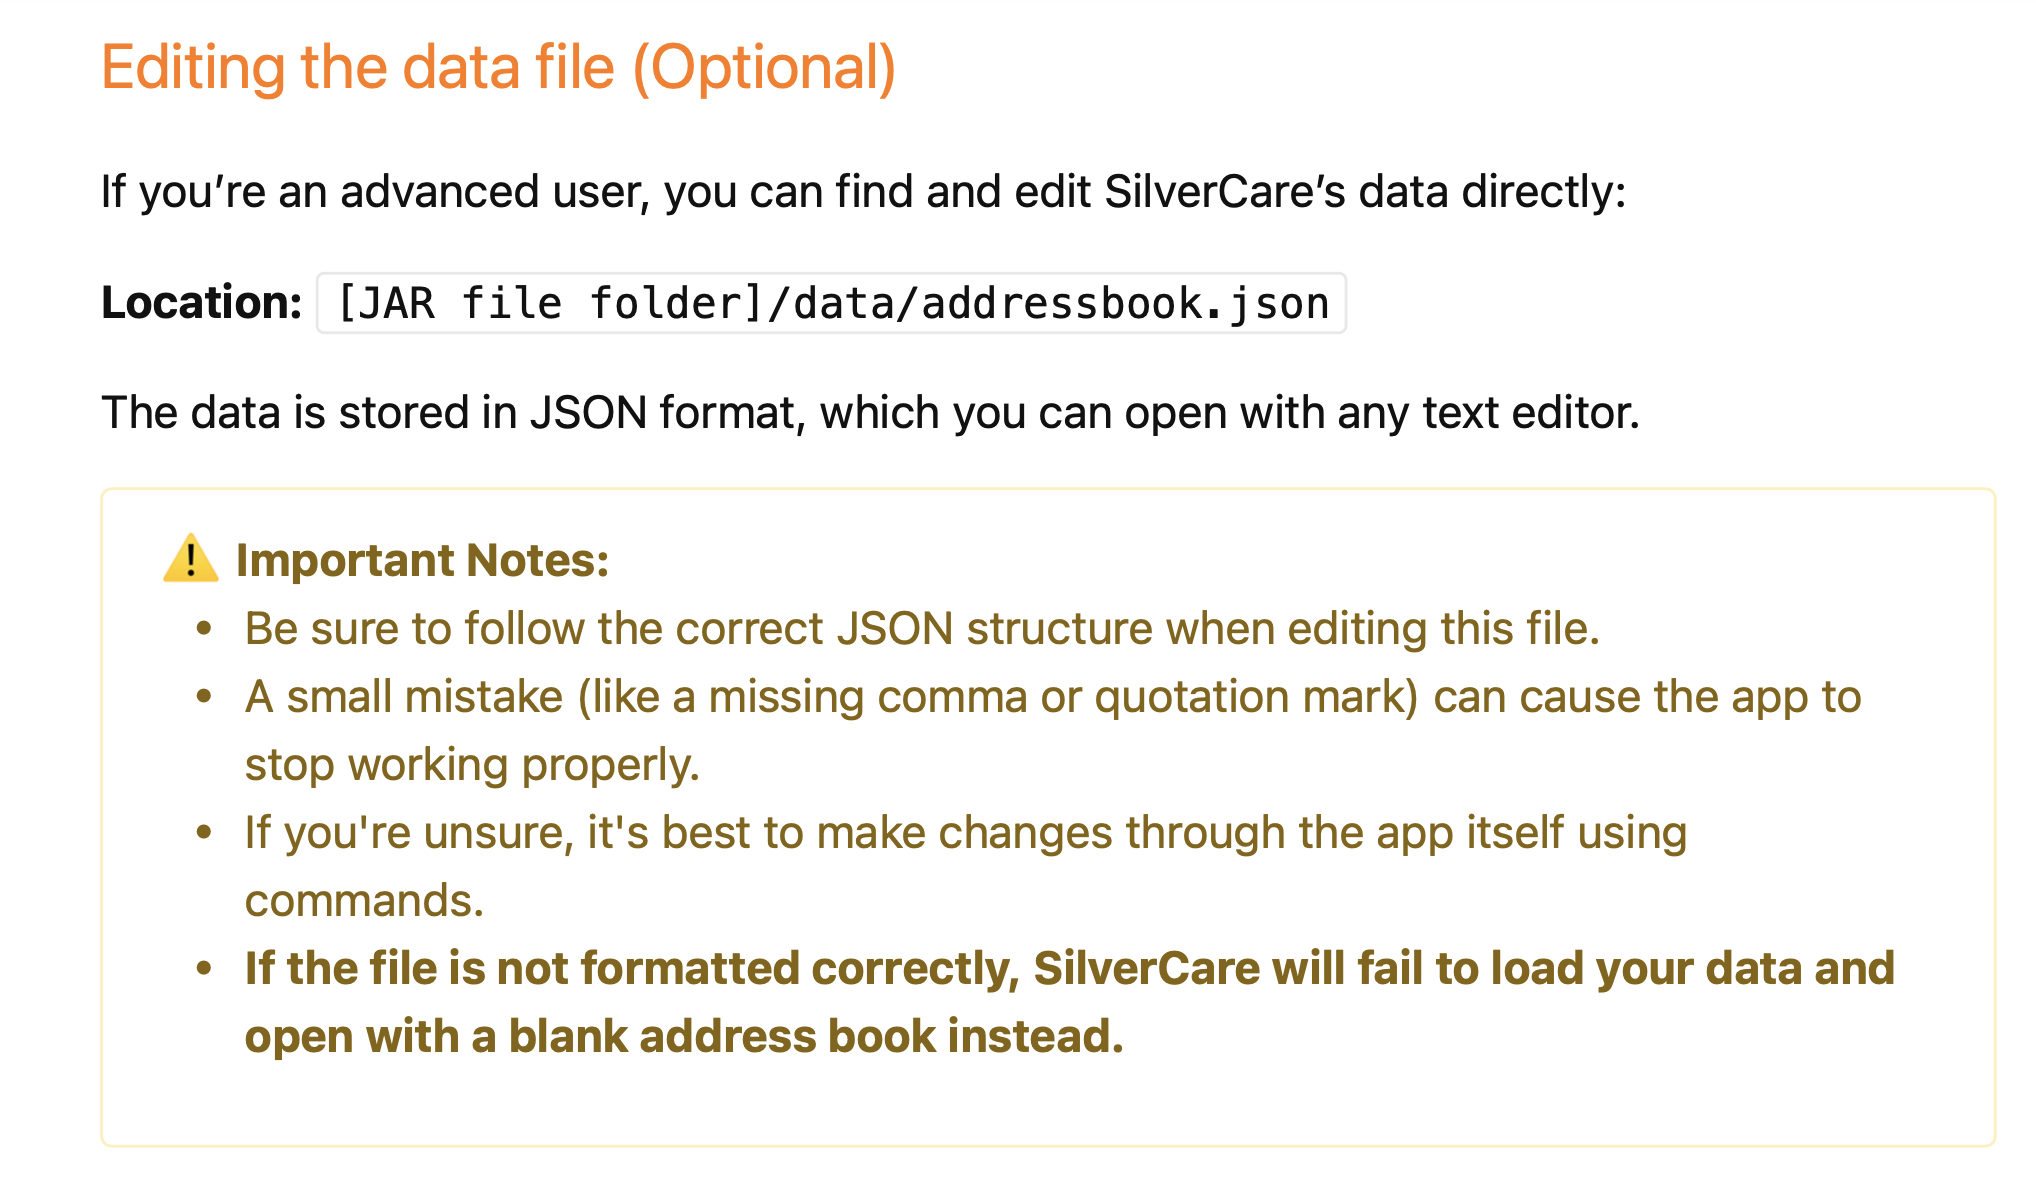 Editing the data file (Optional)
If you’re an advanced user, you can find and edit SilverCare’s data directly:
Location: [JAR file folder]/data/addressbook.json
The data is stored in JSON format, which you can open with any text editor.
⚠️ Important Notes:
• Be sure to follow the correct JSON structure when editing this file.
• A small mistake (like a missing comma or quotation mark) can cause the app to
stop working properly.
• If you're unsure, it's best to make changes through the app itself using
commands.
• If the file is not formatted correctly, SilverCare will fail to load your data and
open with a blank address book instead.